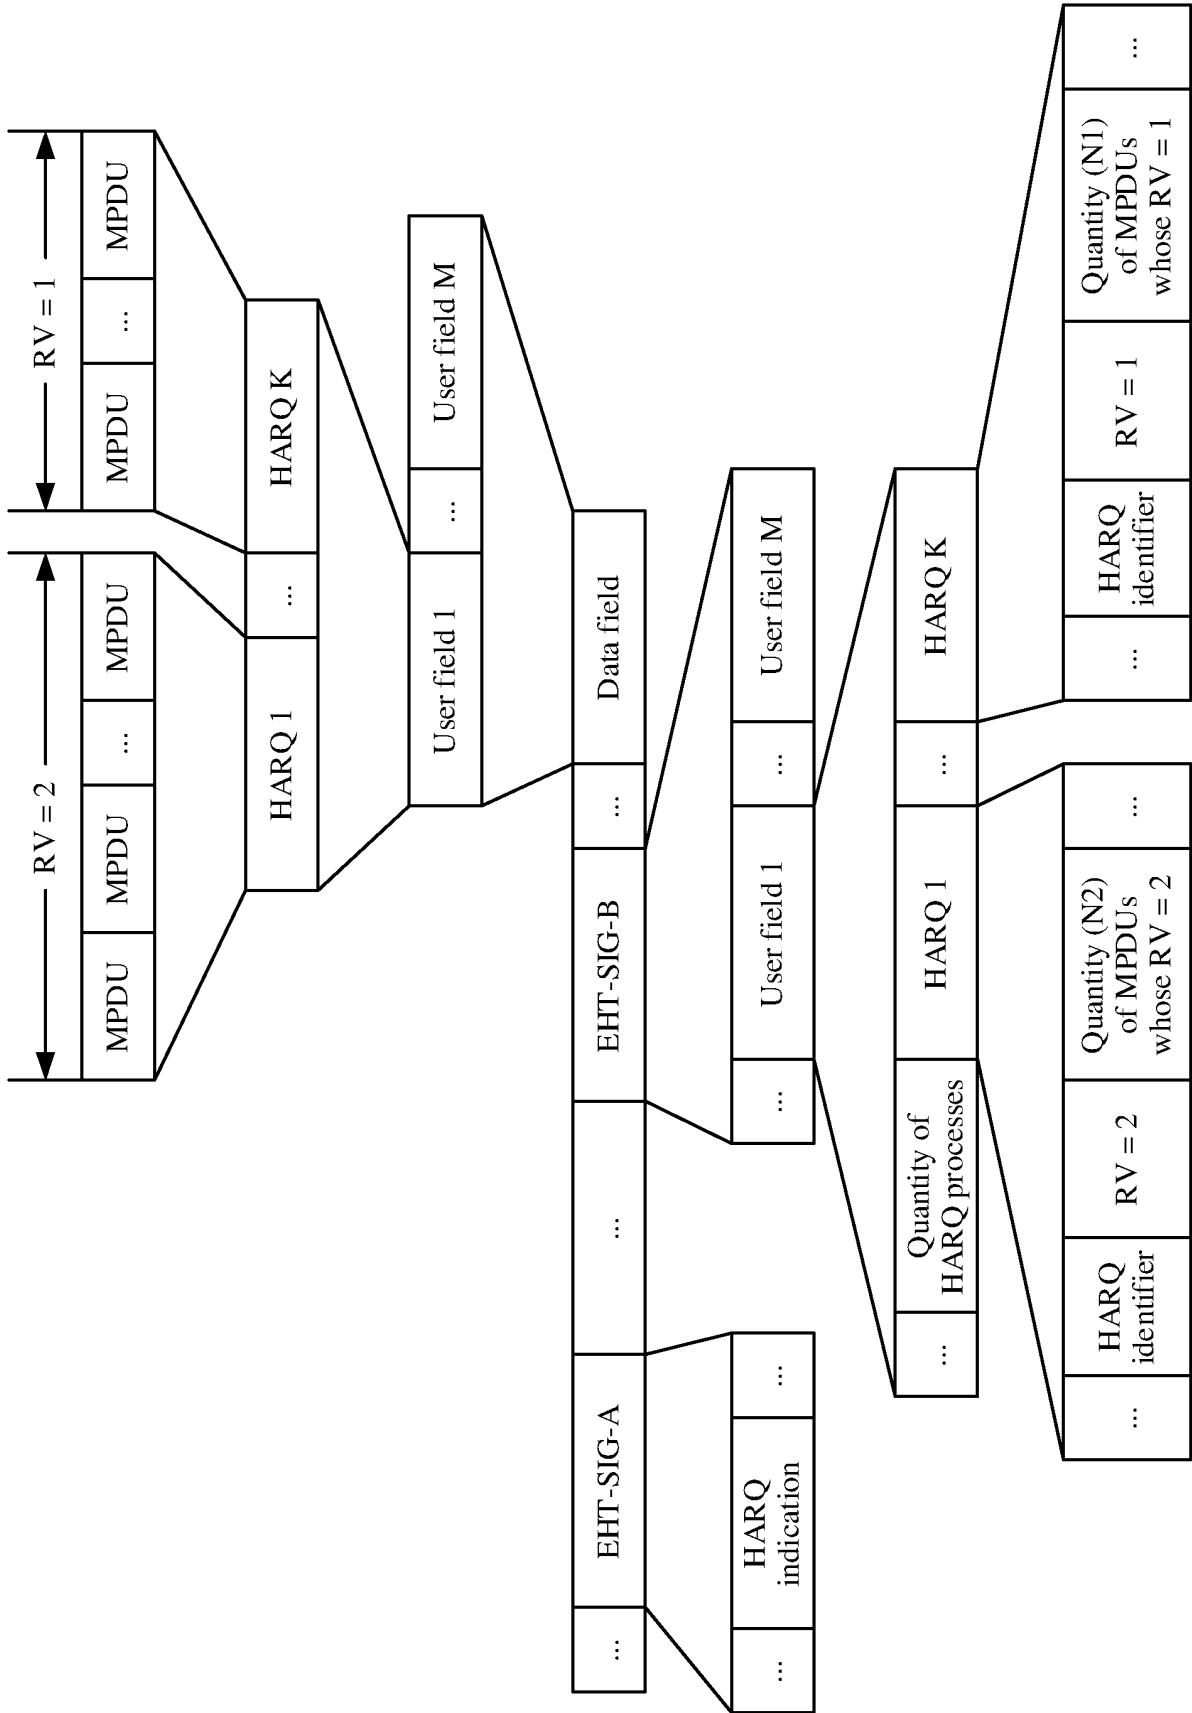 RV = 2
RV = 1
MPDU
MPDU
...
MPDU
MPDU
...
MPDU
HARQ 1
...
HARQ K
User field 1
...
User field M
...
EHT-SIG-A
...
EHT-SIG-B
...
Data field
...
HARQ
indication
...
...
User field 1
...
User field M
...
Quantity of
HARQ processes
HARQ 1
...
HARQ K
...
HARQ
identifier
RV = 2
Quantity (N2)
of MPDUs
whose RV = 2
...
...
HARQ
identifier
RV = 1
Quantity (N1)
of MPDUs
whose RV = 1
...